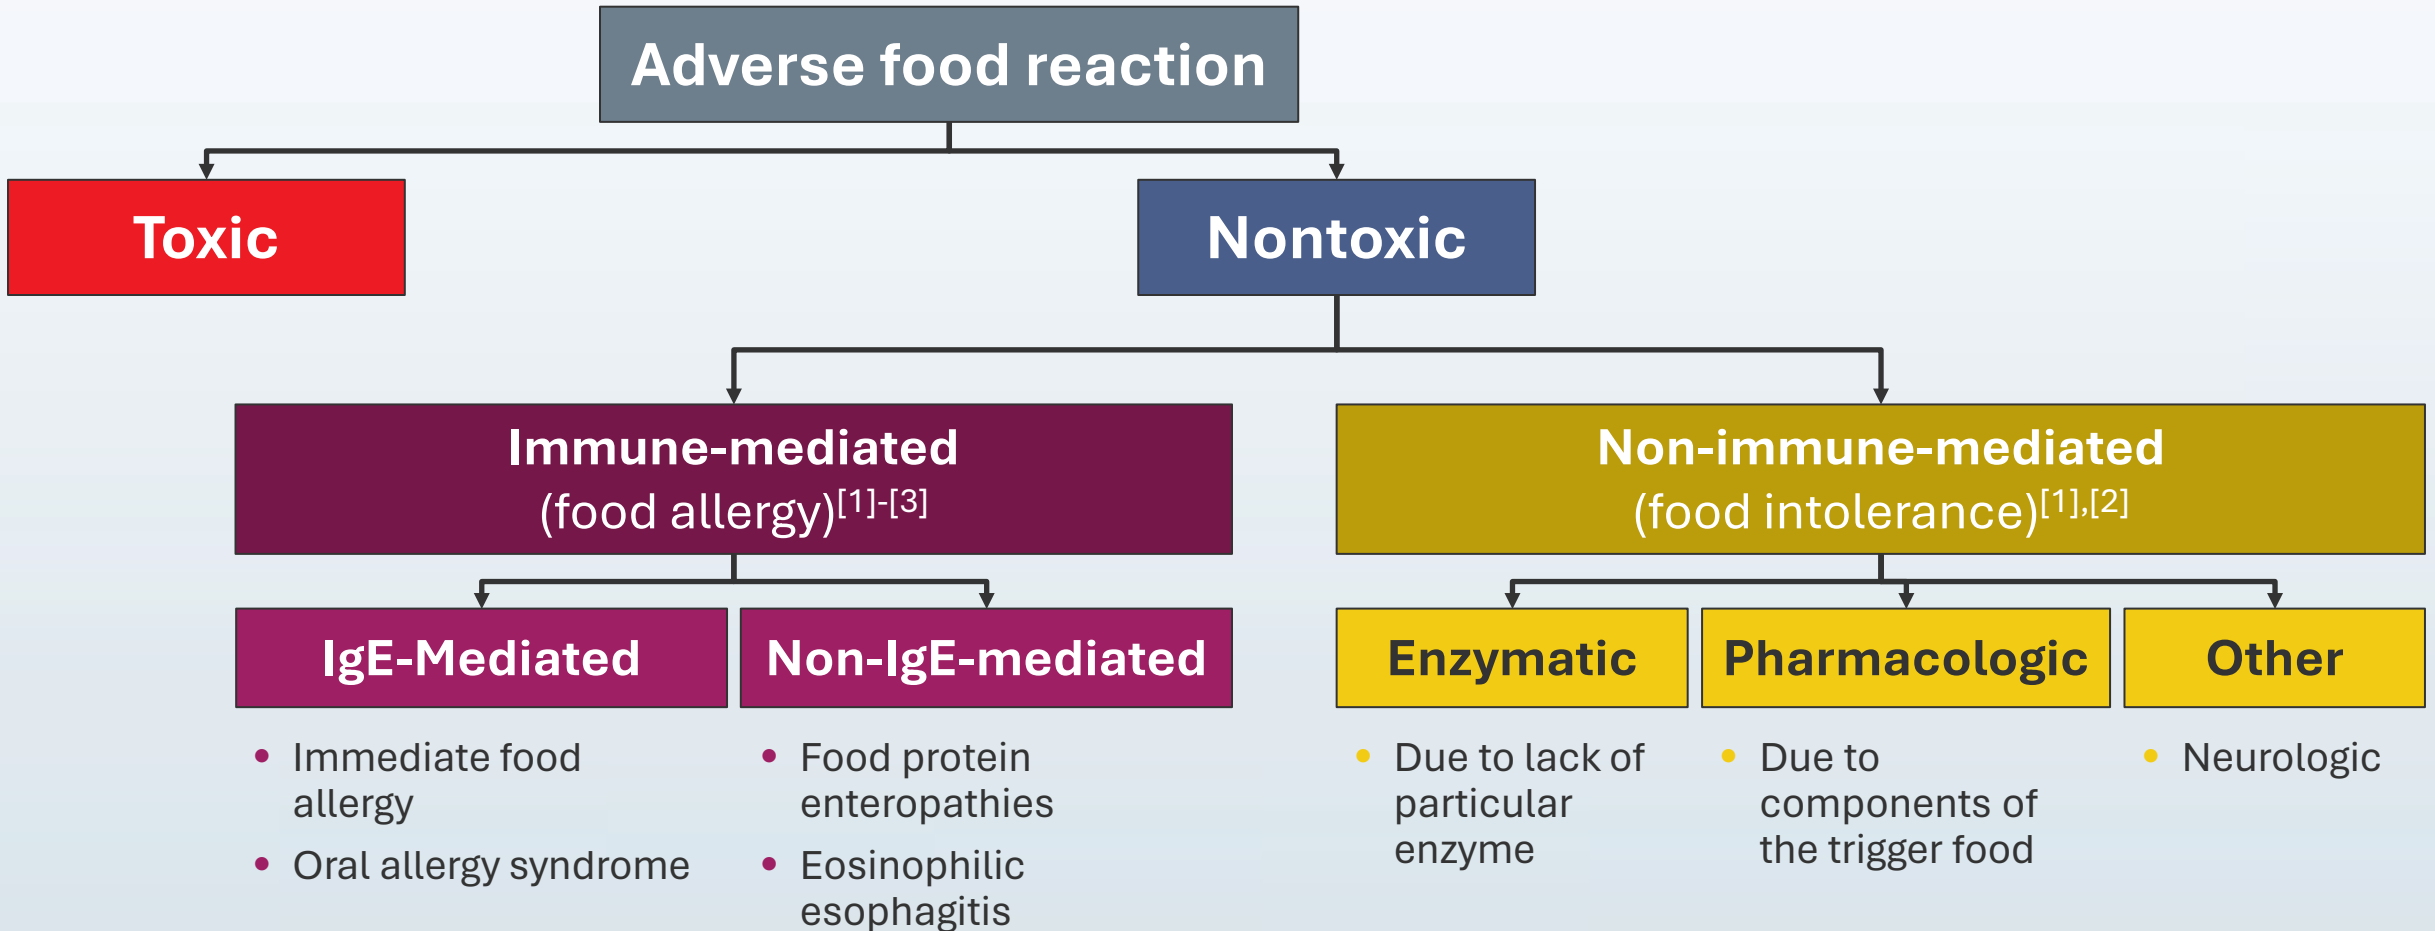 Adverse food reaction
Toxic
Nontoxic
Immune-mediated
(food allergy)[1]-[3]
Non-immune-mediated
(food intolerance)[1],[2]
IgE-Mediated
Non-IgE-mediated
Enzymatic
Pharmacologic
Other
• Immediate food
allergy
• Oral allergy syndrome
• Food protein
enteropathies
• Eosinophilic
esophagitis
• Due to lack of
particular
enzyme
• Due to
components of
the trigger food
• Neurologic